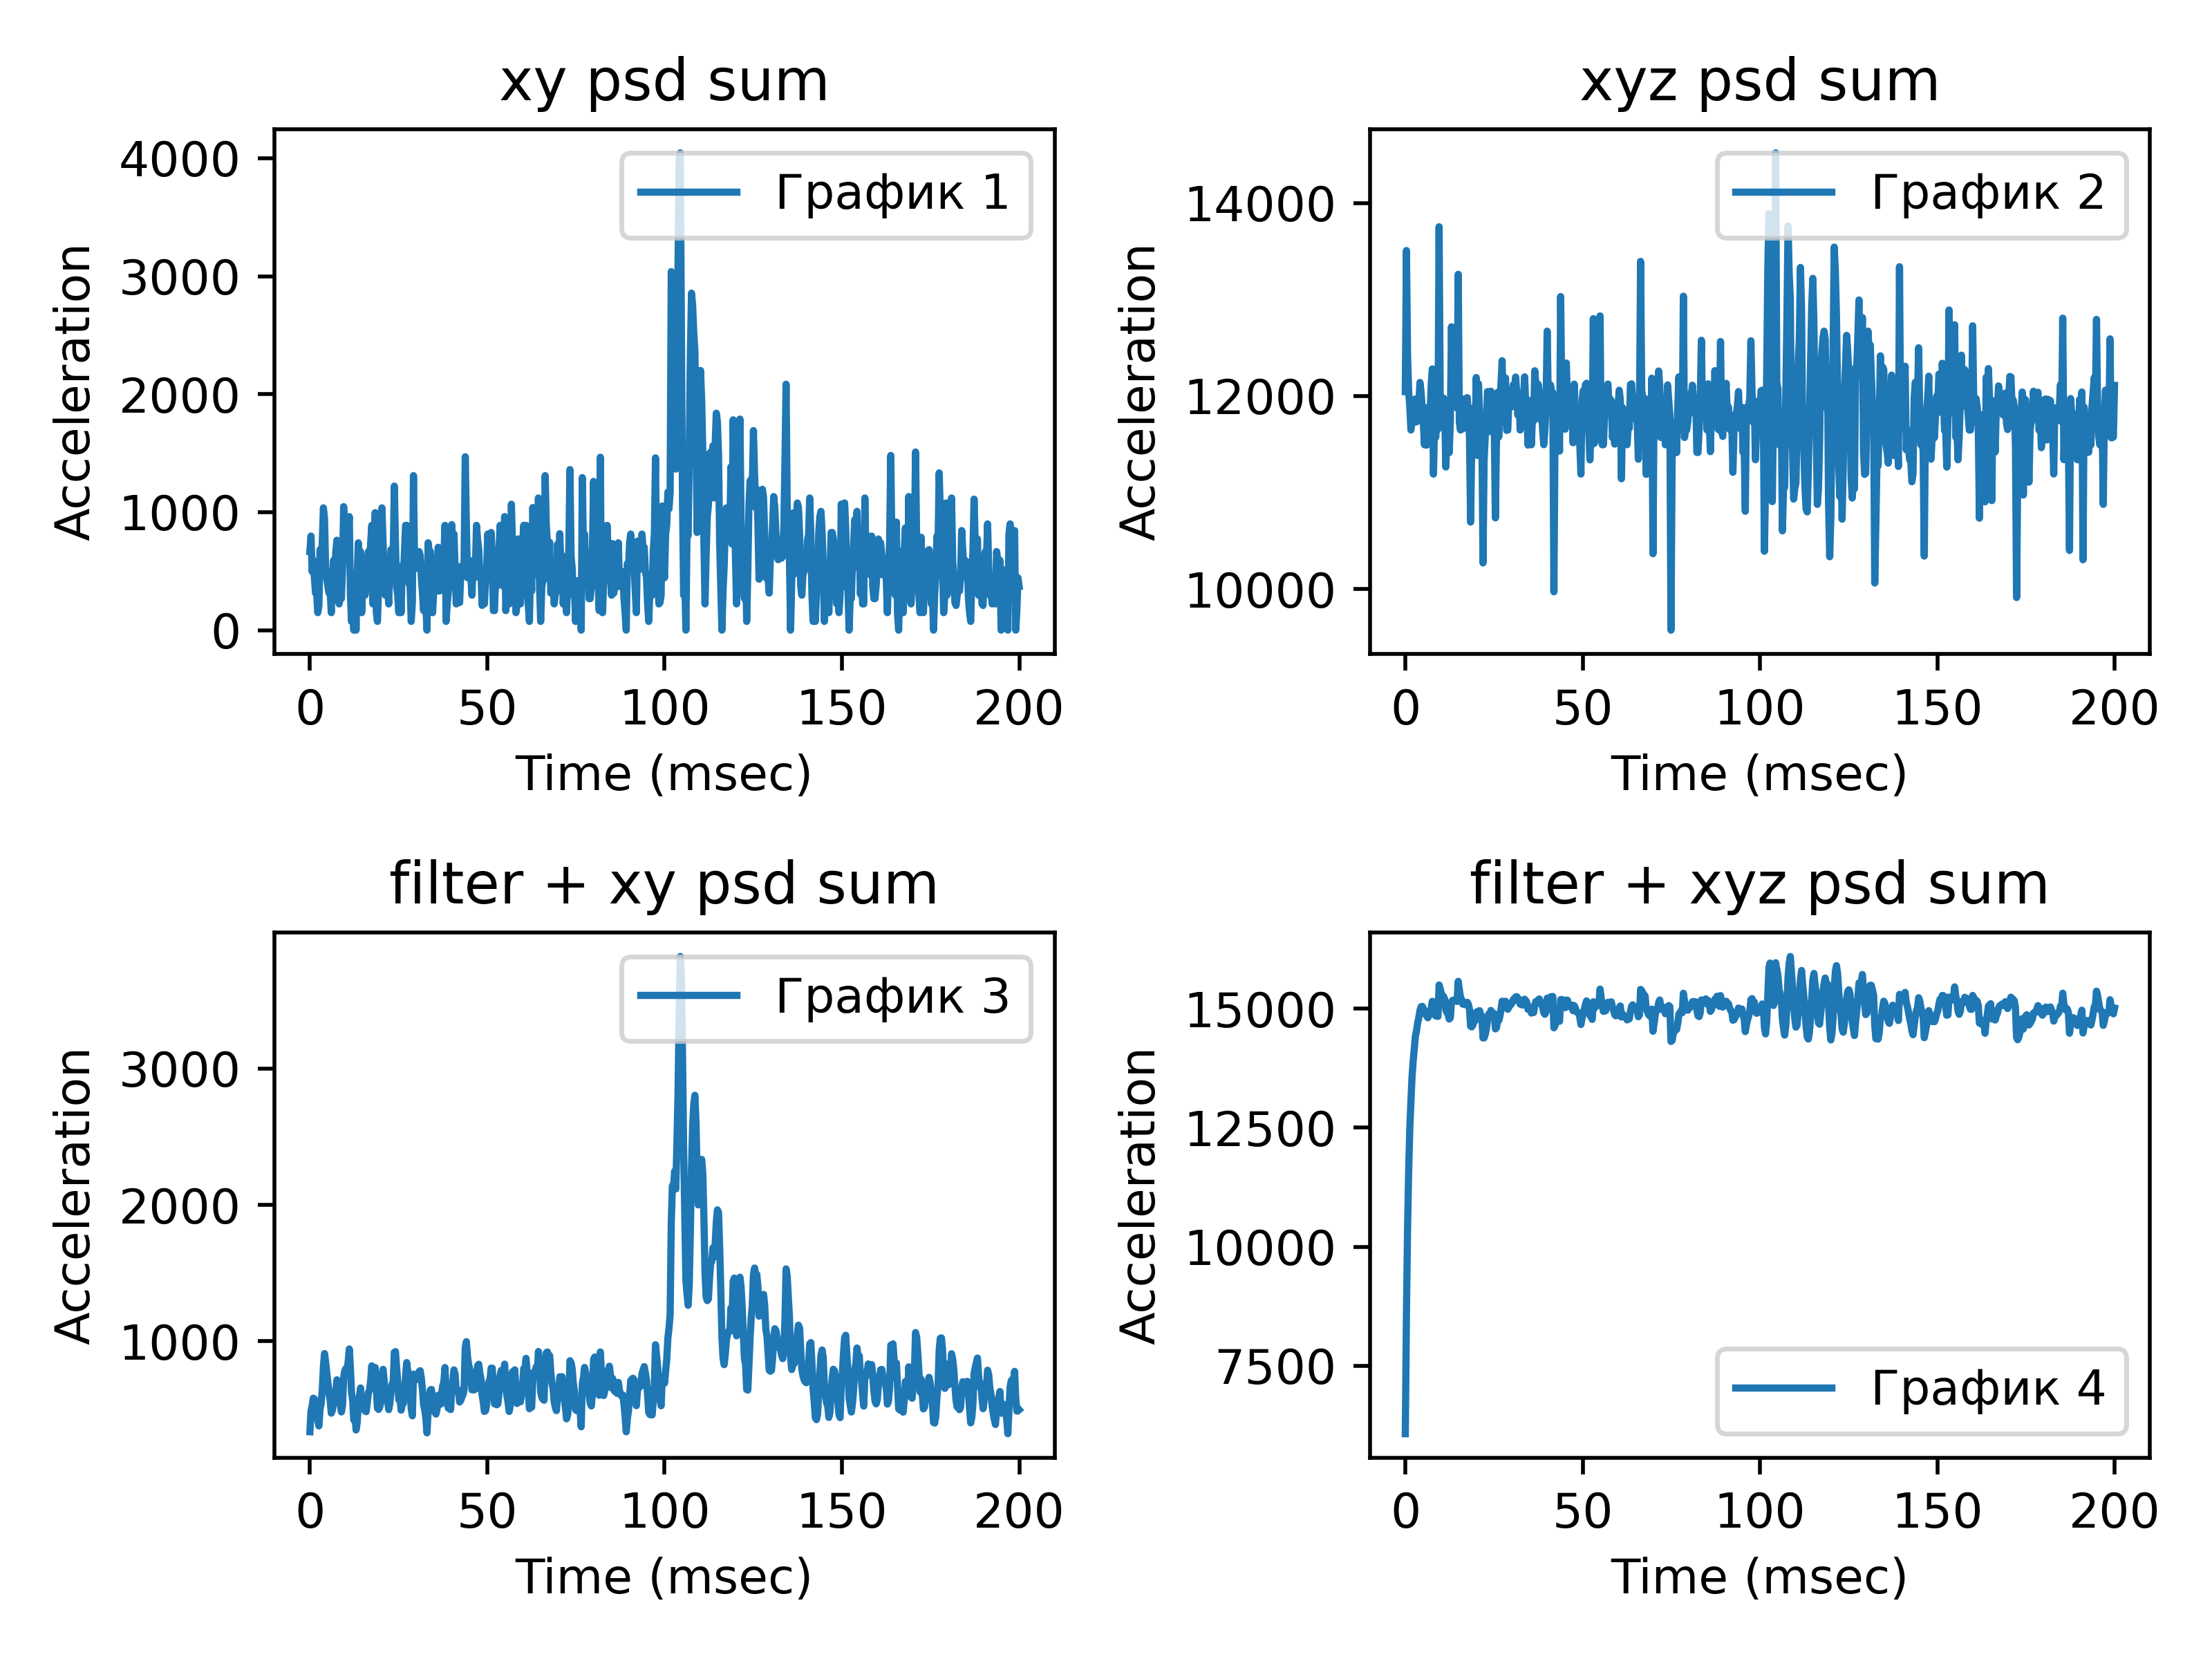 xy psd sum
4000
3000
2000
1000
0
Acceleration
График 1
0 50 100 150 200
Time (msec)
xyz psd sum
14000
12000
10000
Acceleration
График 2
0 50 100 150 200
Time (msec)
filter + xy psd sum
3000
2000
1000
Acceleration
График 3
0 50 100 150 200
Time (msec)
filter + xyz psd sum
15000
12500
10000
7500
Acceleration
График 4
0 50 100 150 200
Time (msec)